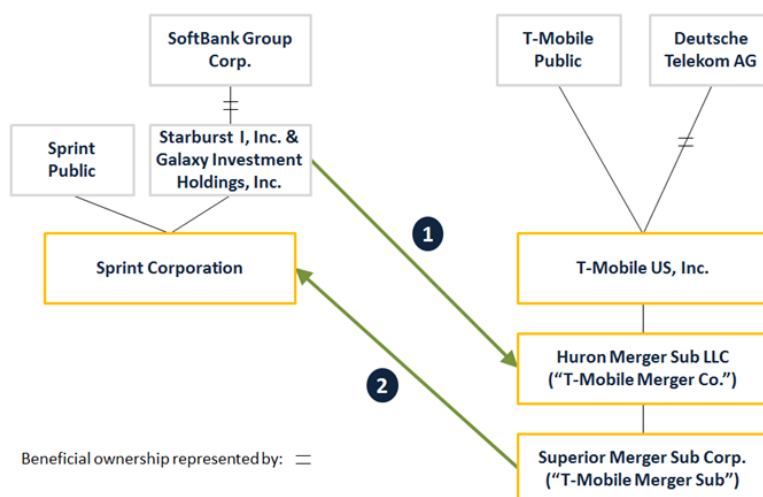 SoftBank Group
Corp.
T-Mobile
Public
Deutsche
Telekom AG
Sprint
Public
Starburst I, Inc. &
Galaxy Investment
Holdings, Inc.
1
Sprint Corporation
T-Mobile US, Inc.
Huron Merger Sub LLC
(“T-Mobile Merger Co.”)
2
Superior Merger Sub Corp.
(“T-Mobile Merger Sub”)
Beneficial ownership represented by: